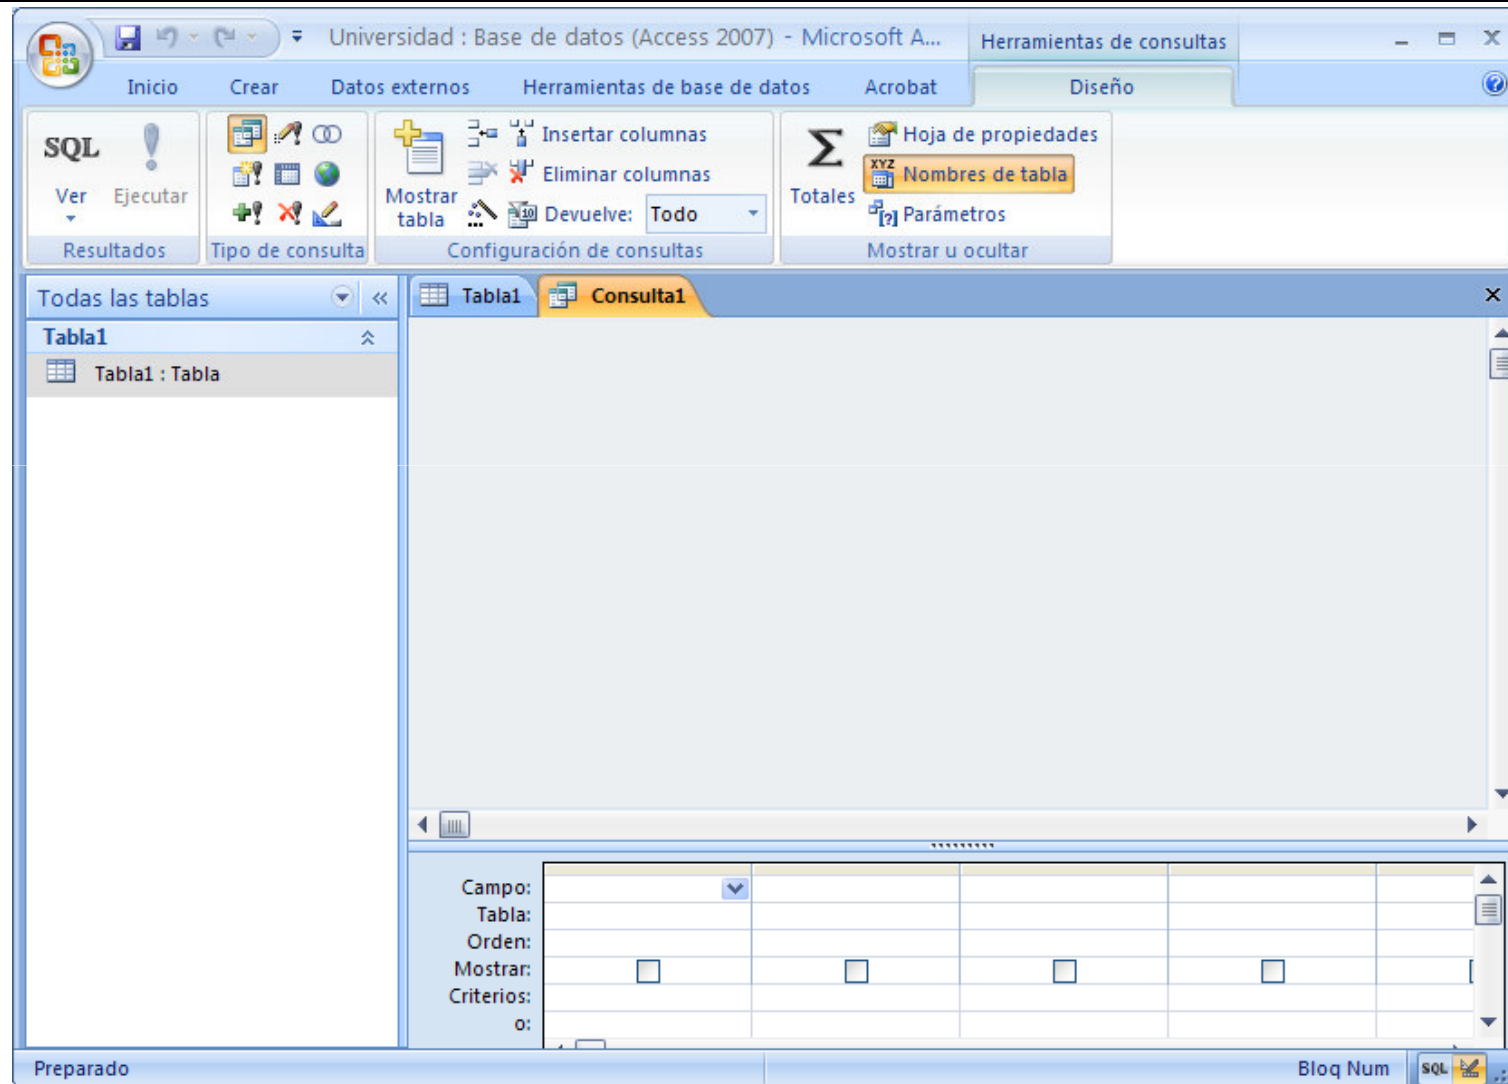 Universidad : Base de datos (Access 2007) - Microsoft A...
Herramientas de consultas
Inicio
Crear
Datos externos
Herramientas de base de datos
Acrobat
Diseño
SQL
Ver
Ejecutar
Resultados
Tipo de consulta
Mostrar
tabla
Insertar columnas
Eliminar columnas
Devuelve: Todo
Configuración de consultas
Σ
Totales
Hoja de propiedades
XYZ
Nombres de tabla
[?] Parámetros
Mostrar u ocultar
Todas las tablas
Tabla1
Tabla1 : Tabla
Tabla1
Consulta1
Campo:
Tabla:
Orden:
Mostrar:
Criterios:
o:
Preparado
Bloq Num
SQL